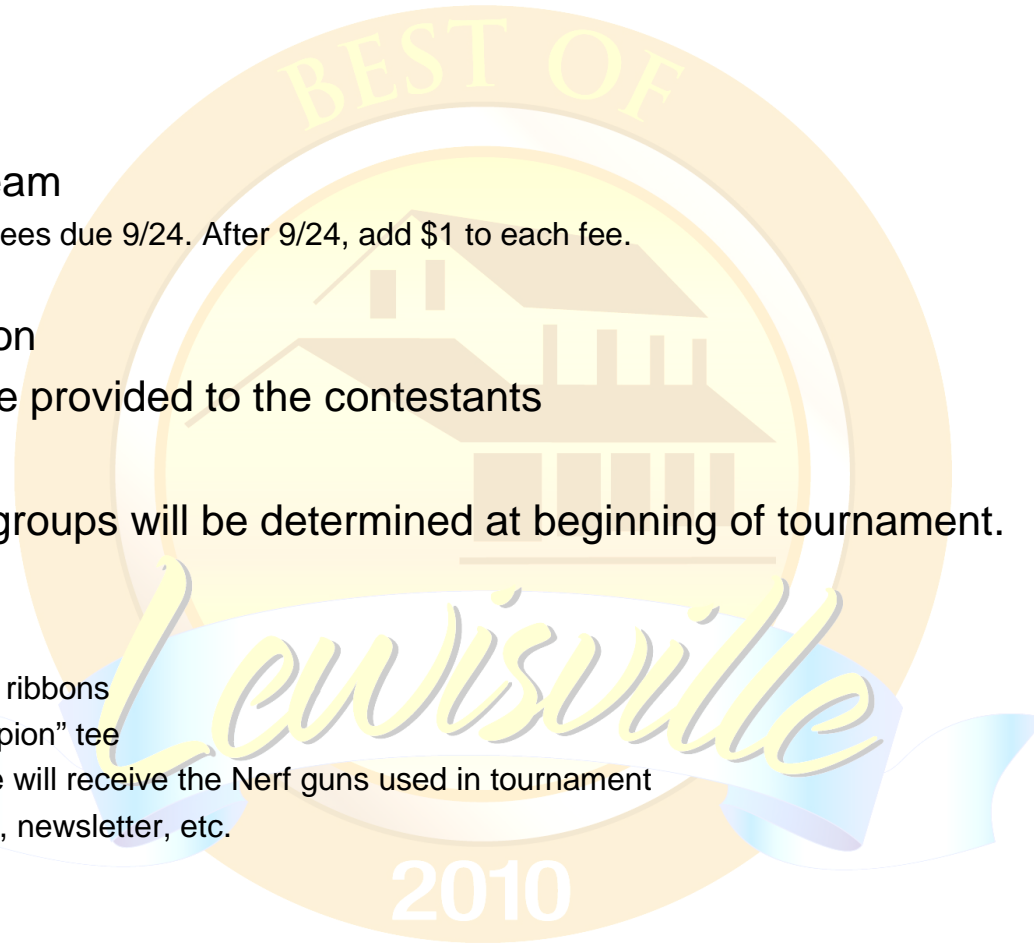 BEST OF
eam
ees due 9/24. After 9/24, add $1 to each fee.
on
e provided to the contestants
groups will be determined at beginning of tournament.
Lewisville
ribbons
pion” tee
e will receive the Nerf guns used in tournament
, newsletter, etc.
2010